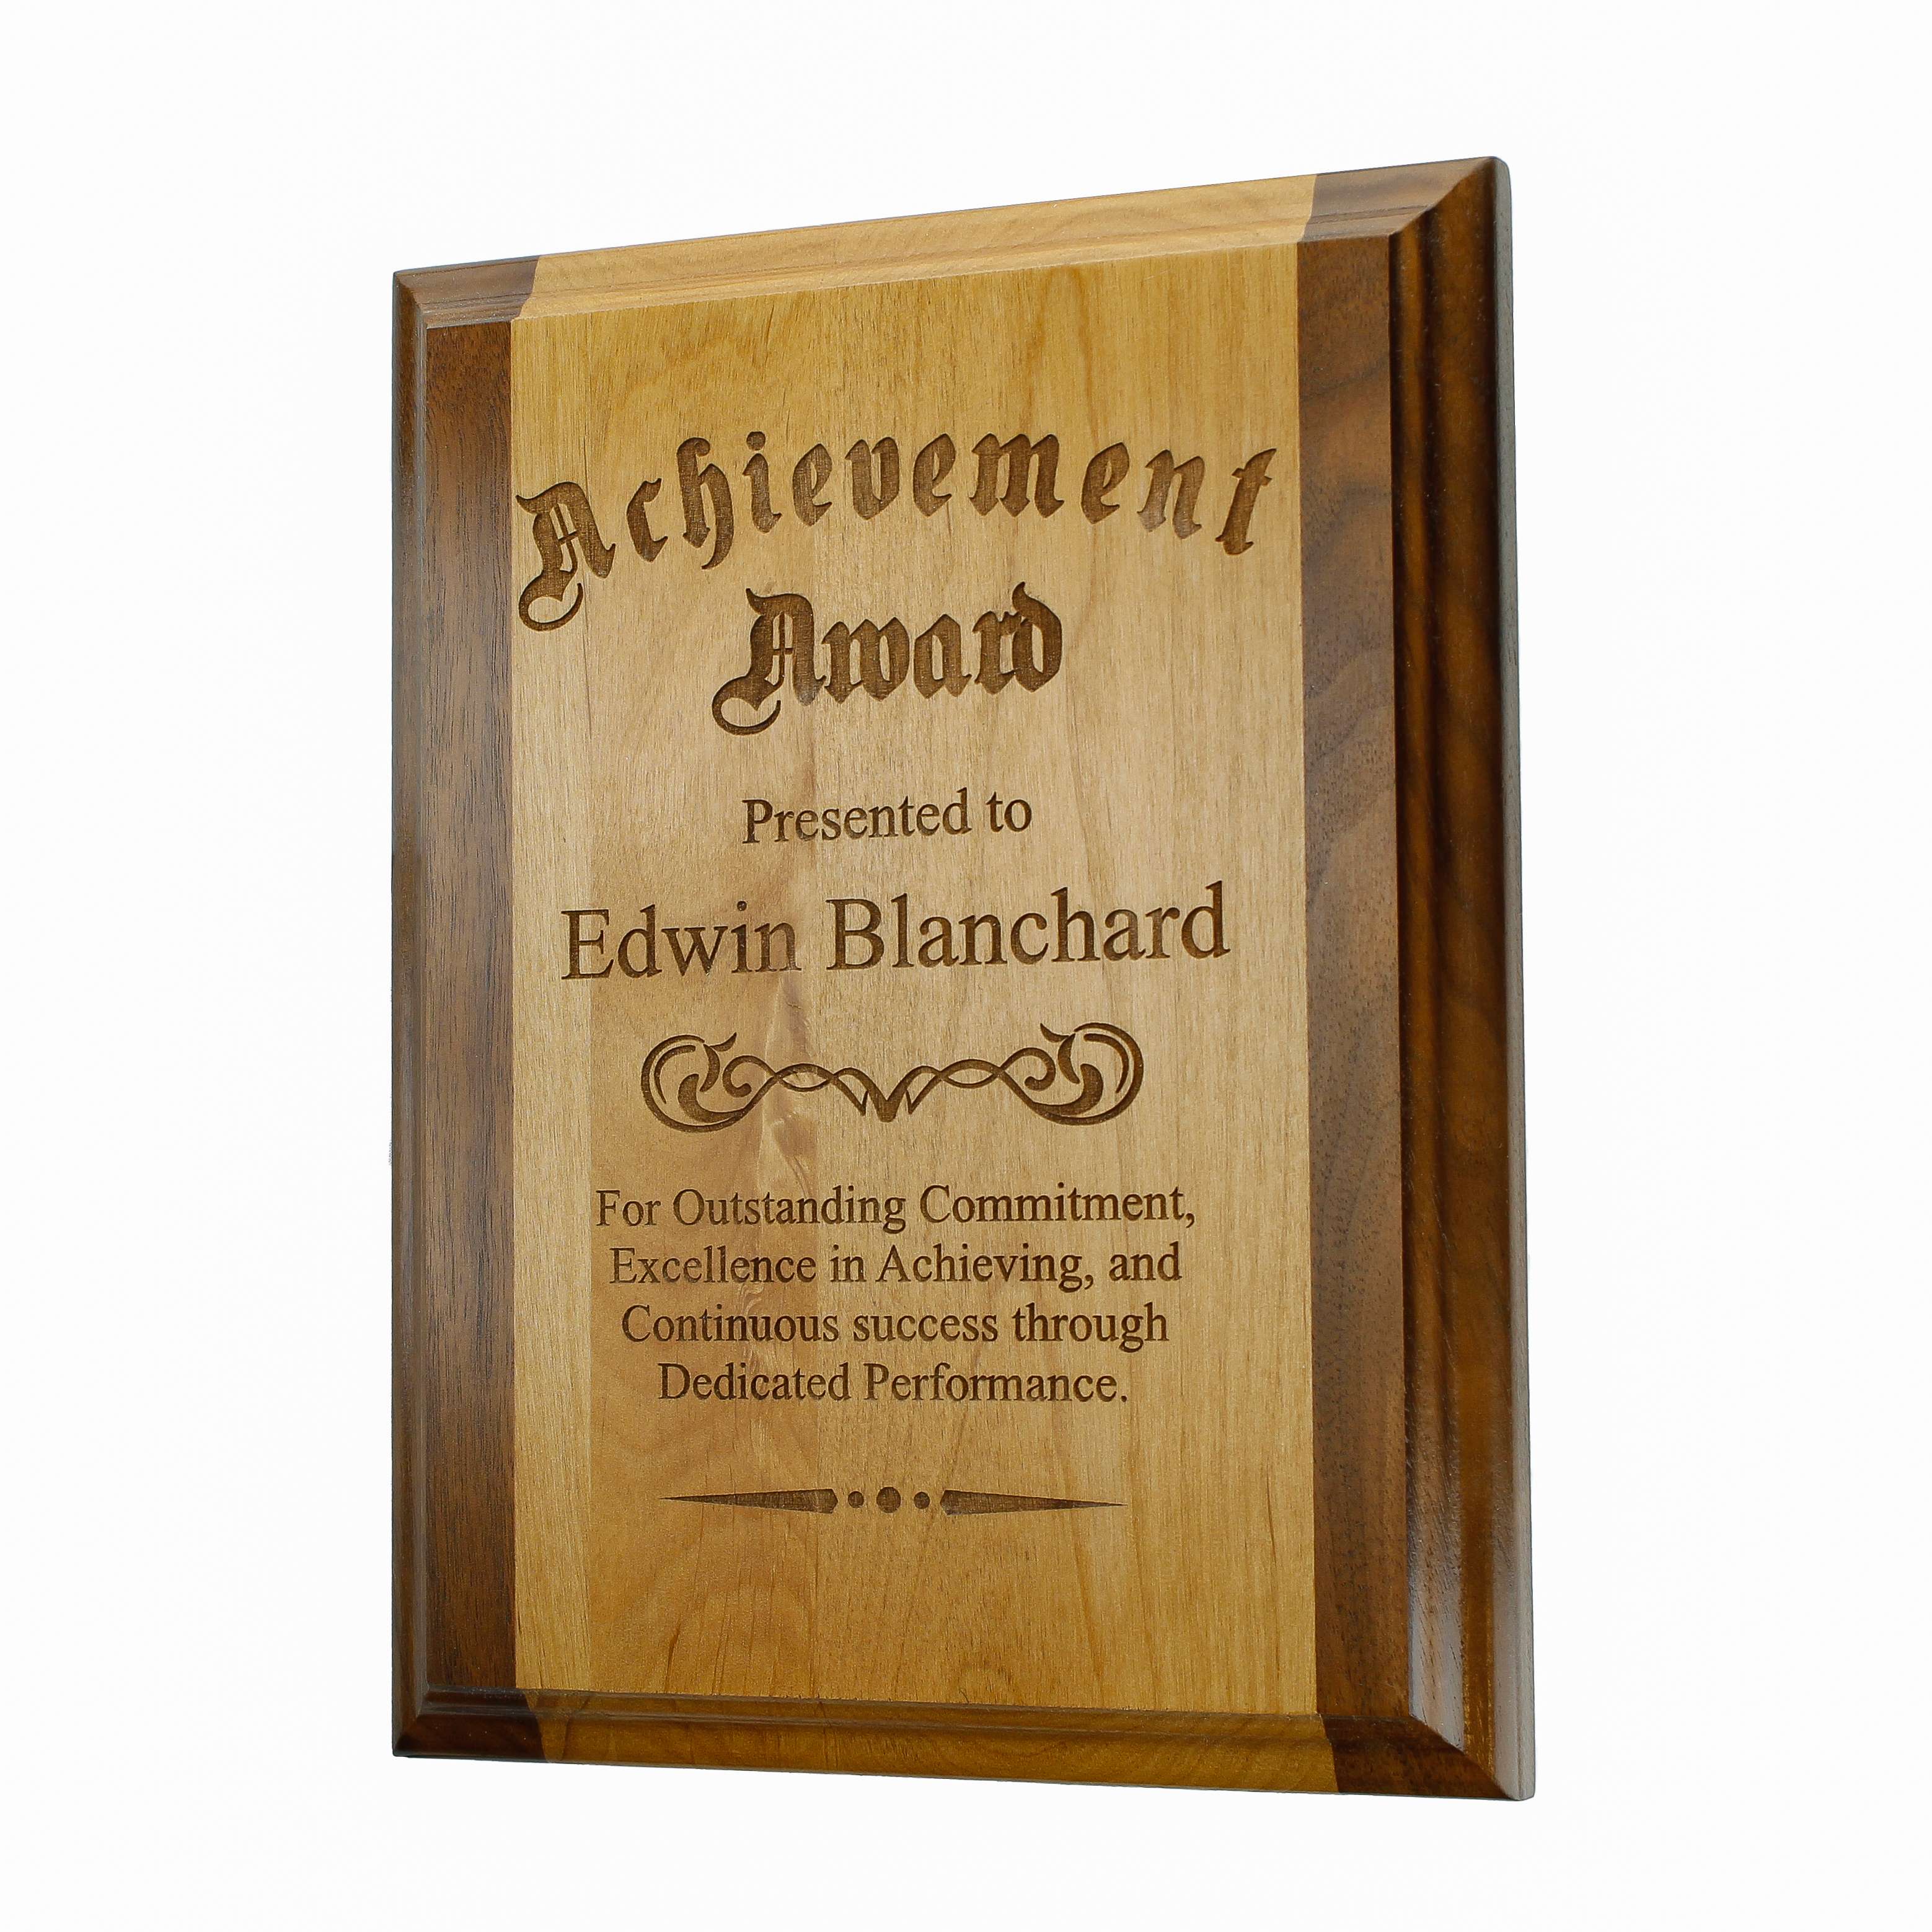 Achievement
Award
Presented to
Edwin Blanchard
For Outstanding Commitment,
Excellence in Achieving, and
Continuous success through
Dedicated Performance.